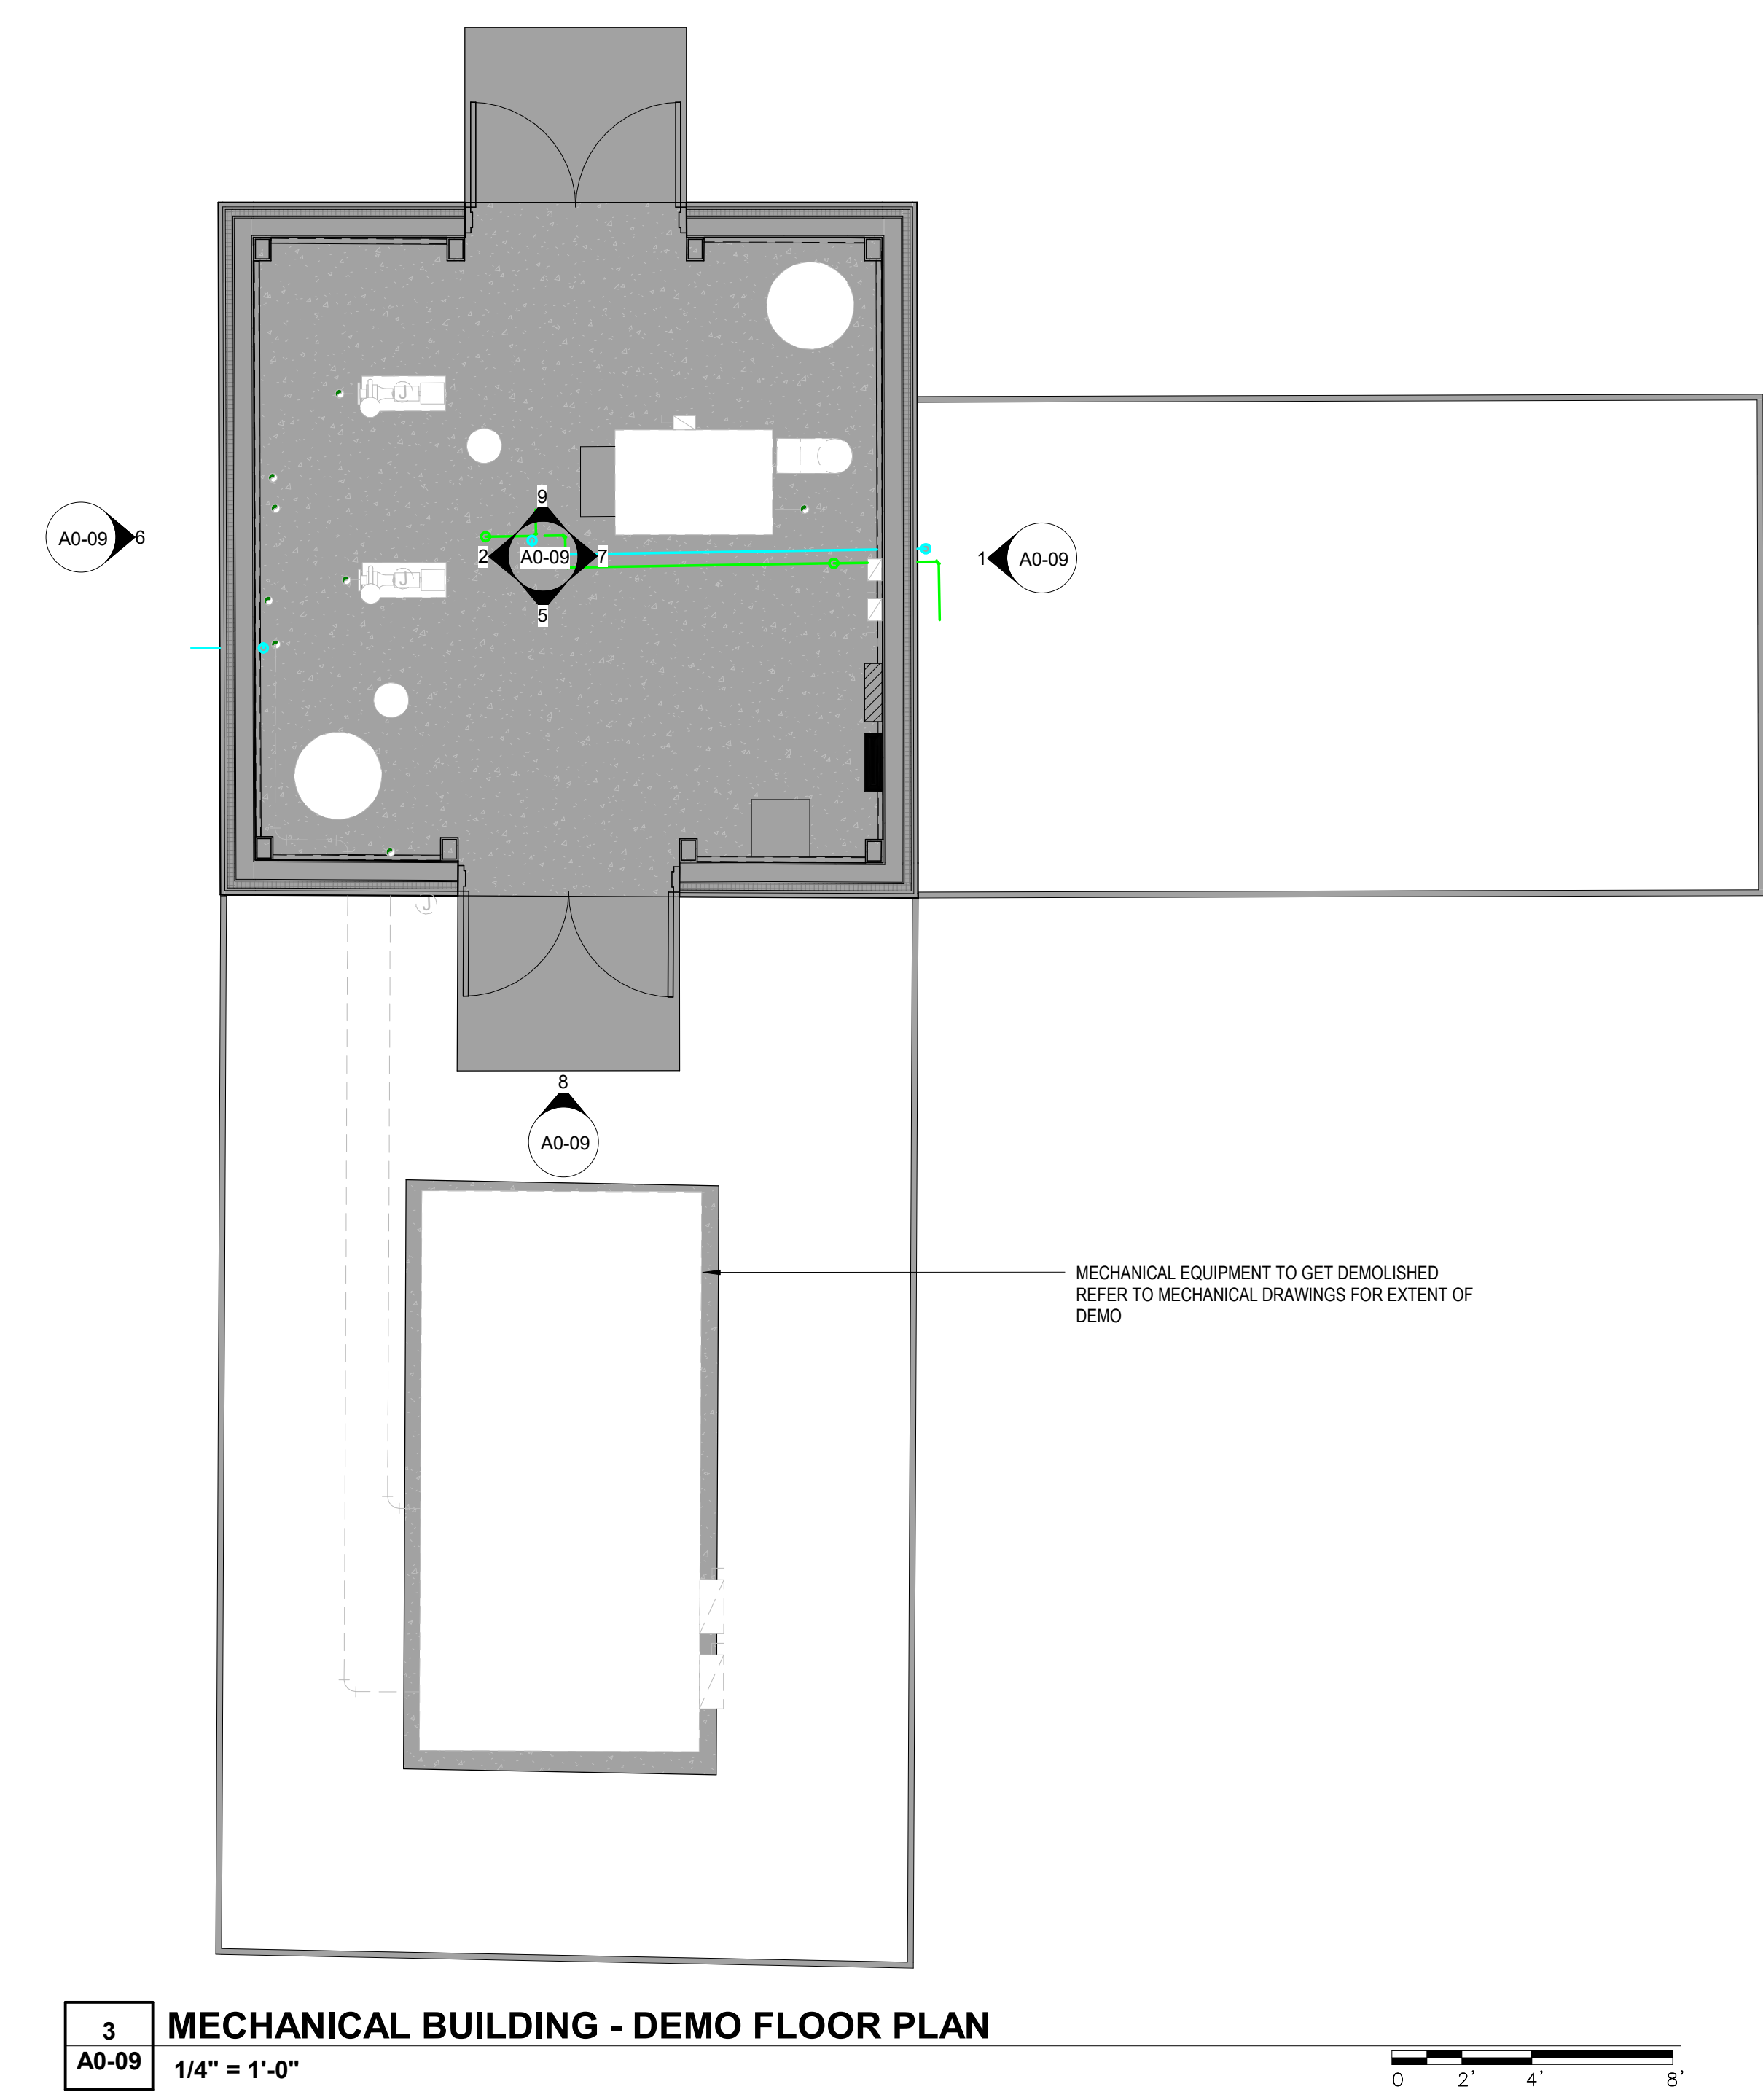 J
9
A0-09
6
2
A0-09
7
1
A0-09
5
J
J
8
A0-09
MECHANICAL EQUIPMENT TO GET DEMOLISHED
REFER TO MECHANICAL DRAWINGS FOR EXTENT OF
DEMO
3
MECHANICAL BUILDING - DEMO FLOOR PLAN
A0-09
1/4" = 1'-0"
0 2' 4' 8'